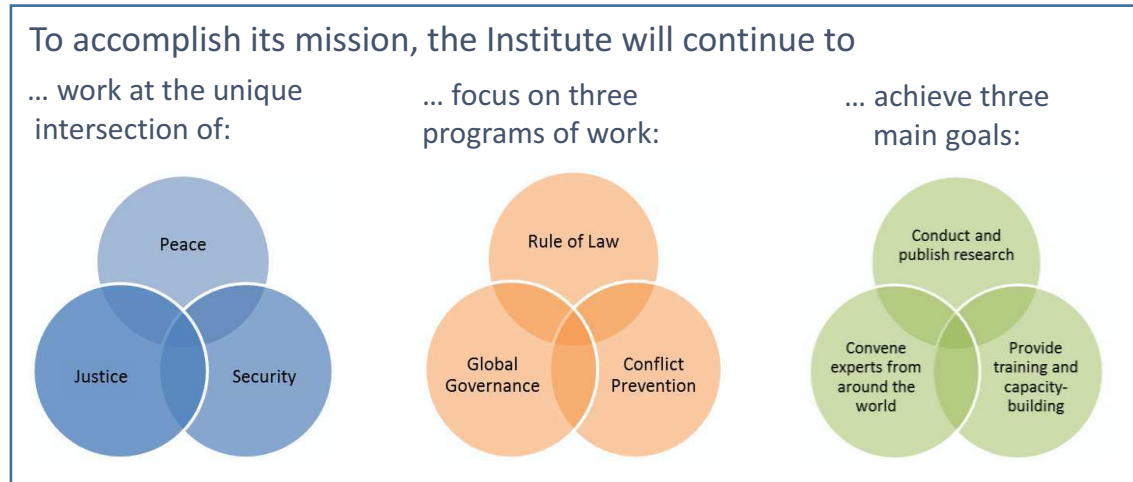 To accomplish its mission, the Institute will continue to
… work at the unique
intersection of:
Peace
Justice
Security
… focus on three
programs of work:
Rule of Law
Global
Governance
Conflict
Prevention
… achieve three
main goals:
Conduct and
publish research
Convene
experts from
around the
world
Provide
training and
capacity-
building